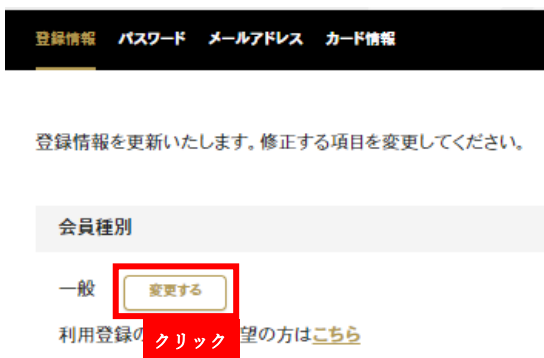 登録情報 パスワード メールアドレス カード情報
登録情報を更新いたします。修正する項目を変更してください。
会員種別
一般 変更する
利用登録の
クリック
望の方はこちら